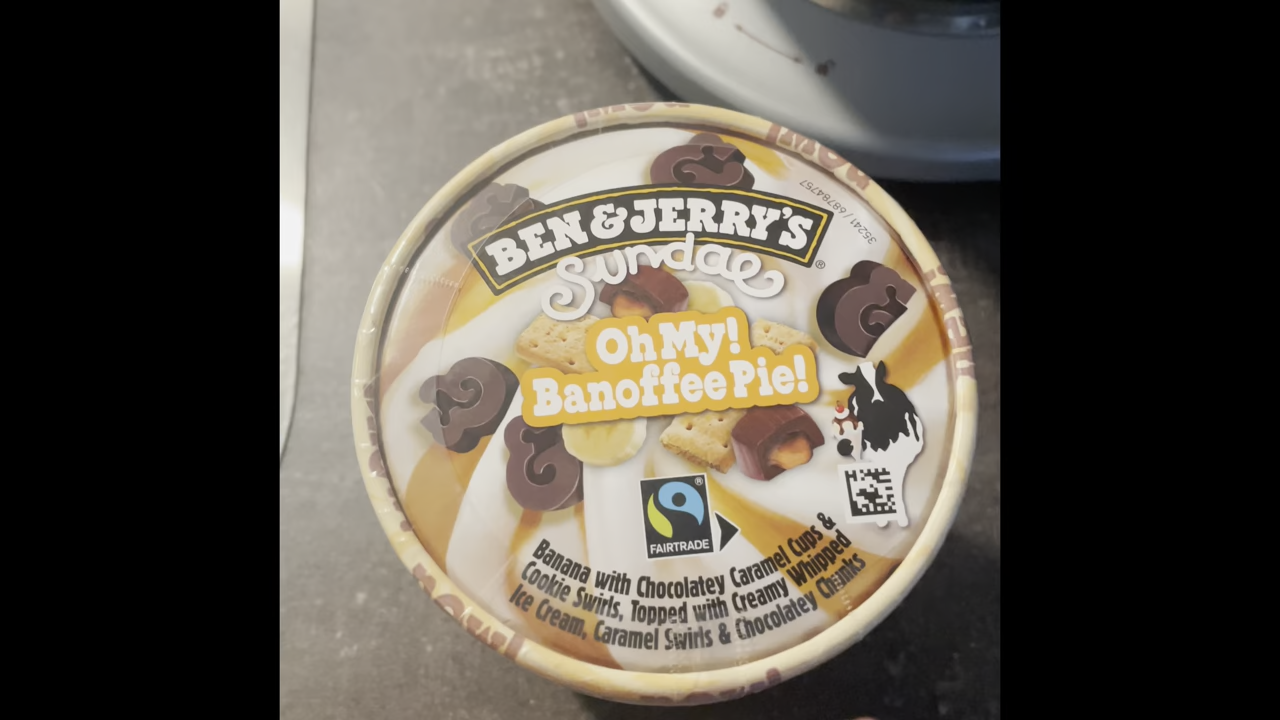 BEN & JERRY'S®
Sundae
Oh My!
Banoffee Pie!
35241 / 68784757
FAIRTRADE
®
Banana with Chocolatey Caramel Cups &
Cookie Swirls, Topped with Creamy Whipped
Ice Cream, Caramel Swirls & Chocolatey Chunks